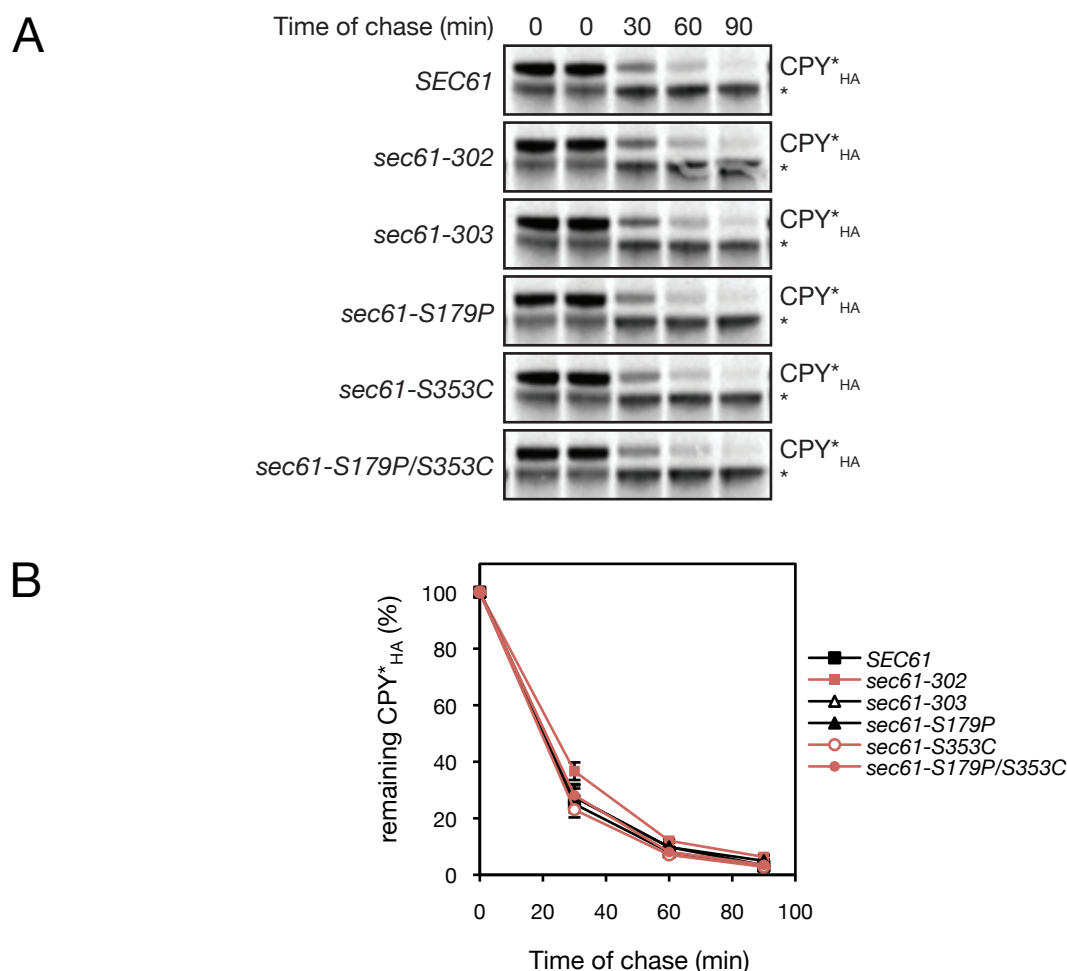 A
Time of chase (min) 0 0 30 60 90
SEC61 CPY*HA
*
sec61-302 CPY*HA
*
sec61-303 CPY*HA
*
sec61-S179P CPY*HA
*
sec61-S353C CPY*HA
*
sec61-S179P/S353C CPY*HA
*
B
remaining CPY*HA (%)
100
80
60
40
20
0
0 20 40 60 80 100
Time of chase (min)
SEC61
sec61-302
sec61-303
sec61-S179P
sec61-S353C
sec61-S179P/S353C